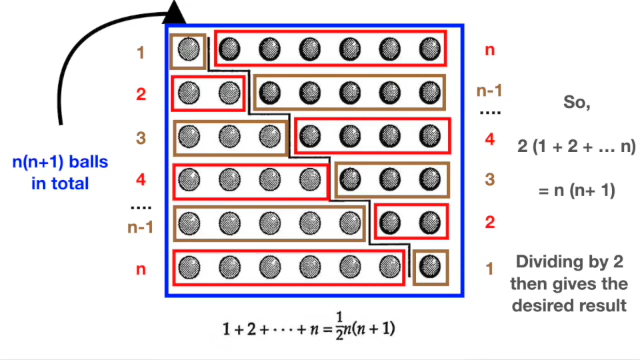 1
2
3
4
....
n-1
n
n(n+1) balls
in total
n
n-1
....
4
3
2
1
So,
2 (1 + 2 + ... n)
= n (n+ 1)
Dividing by 2
then gives the
desired result
1 + 2 + · · · + n = 1/2 n(n + 1)